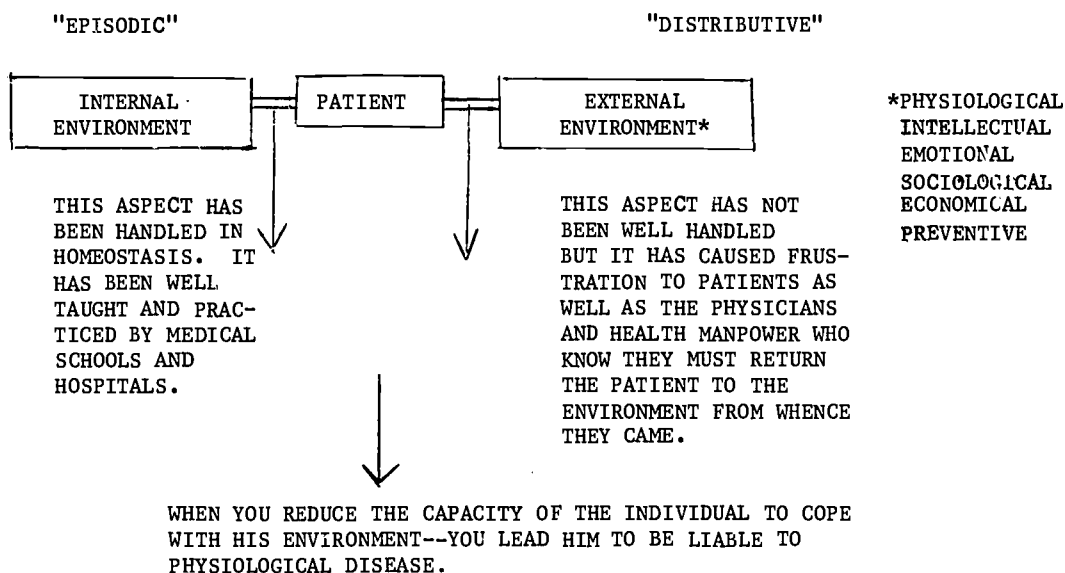 "EPISODIC"
"DISTRIBUTIVE"
INTERNAL
ENVIRONMENT
PATIENT
EXTERNAL
ENVIRONMENT*
*PHYSIOLOGICAL
INTELLECTUAL
EMOTIONAL
SOCIOLOGICAL
ECONOMICAL
PREVENTIVE
THIS ASPECT HAS
BEEN HANDLED IN
HOMEOSTASIS. IT
HAS BEEN WELL
TAUGHT AND PRAC-
TICED BY MEDICAL
SCHOOLS AND
HOSPITALS.
THIS ASPECT HAS NOT
BEEN WELL HANDLED
BUT IT HAS CAUSED FRUS-
TRATION TO PATIENTS AS
WELL AS THE PHYSICIANS
AND HEALTH MANPOWER WHO
KNOW THEY MUST RETURN
THE PATIENT TO THE
ENVIRONMENT FROM WHENCE
THEY CAME.
WHEN YOU REDUCE THE CAPACITY OF THE INDIVIDUAL TO COPE
WITH HIS ENVIRONMENT--YOU LEAD HIM TO BE LIABLE TO
PHYSIOLOGICAL DISEASE.